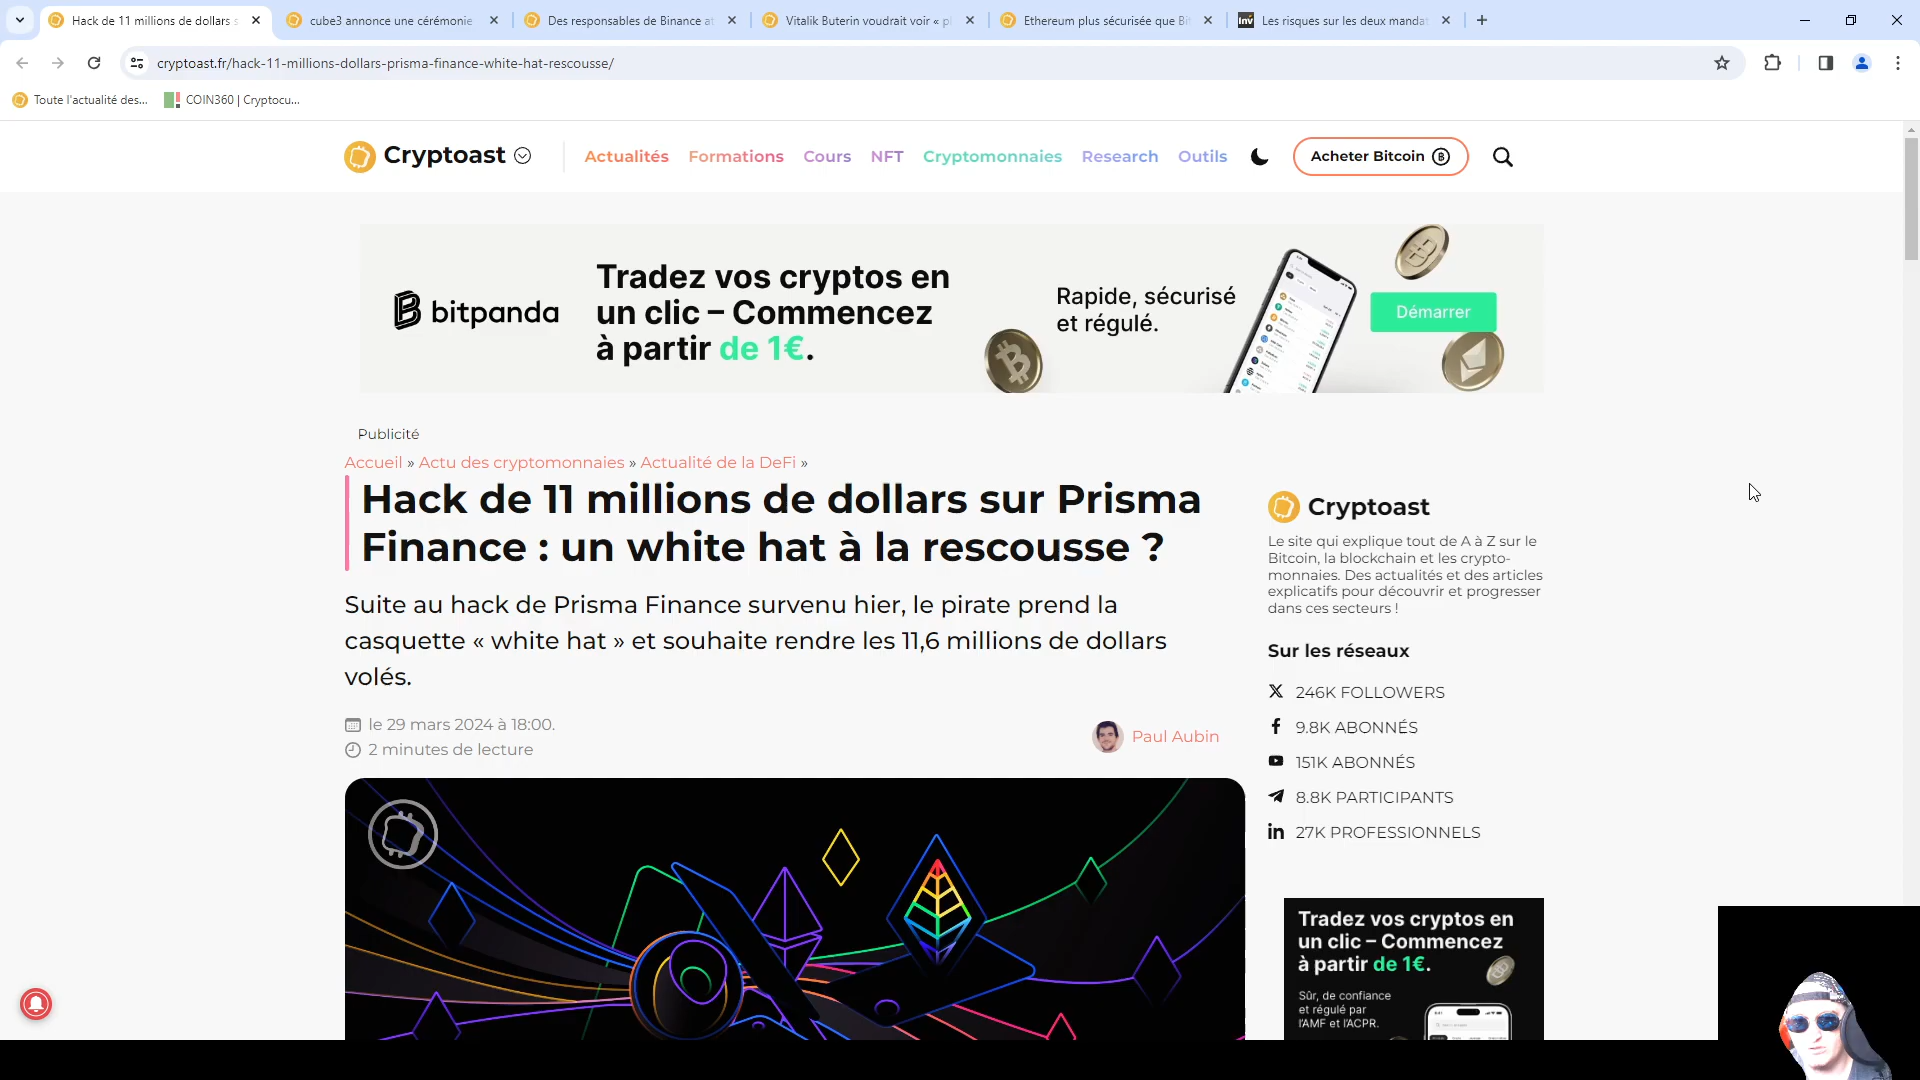 Hack de 11 millions de dollars s
cube3 annonce une cérémonie
Des responsables de Binance at
Vitalik Buterin voudrait voir « pl
Ethereum plus sécurisée que Bit
Inv
Les risques sur les deux mandat
cryptoast.fr/hack-11-millions-dollars-prisma-finance-white-hat-rescousse/
Toute l'actualité des...
COIN360 | Cryptocu...
Cryptoast
Actualités
Formations
Cours
NFT
Cryptomonnaies
Research
Outils
Acheter Bitcoin
bitpanda
Tradez vos cryptos en
un clic – Commencez
à partir de 1€.
Rapide, sécurisé
et régulé.
Démarrer
Publicité
Accueil » Actu des cryptomonnaies » Actualité de la DeFi »
Hack de 11 millions de dollars sur Prisma
Finance : un white hat à la rescousse ?
Suite au hack de Prisma Finance survenu hier, le pirate prend la
casquette « white hat » et souhaite rendre les 11,6 millions de dollars
volés.
le 29 mars 2024 à 18:00.
2 minutes de lecture
Paul Aubin
Cryptoast
Le site qui explique tout de A à Z sur le
Bitcoin, la blockchain et les crypto-
monnaies. Des actualités et des articles
explicatifs pour découvrir et progresser
dans ces secteurs !
Sur les réseaux
246K FOLLOWERS
9.8K ABONNÉS
151K ABONNÉS
8.8K PARTICIPANTS
27K PROFESSIONNELS
Tradez vos cryptos en
un clic – Commencez
à partir de 1€.
Sûr, de confiance
et régulé par
l'AMF et l'ACPR.